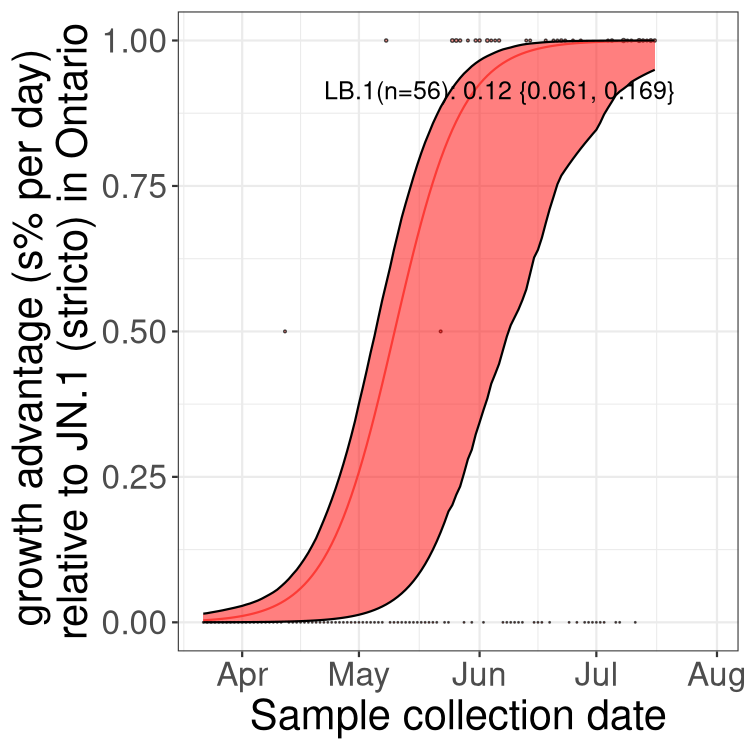 growth advantage (s% per day)
relative to JN.1 (stricto) in Ontario
1.00
0.75
0.50
0.25
0.00
LB.1(n=56): 0.12 {0.061, 0.169}
Apr May Jun Jul Aug
Sample collection date